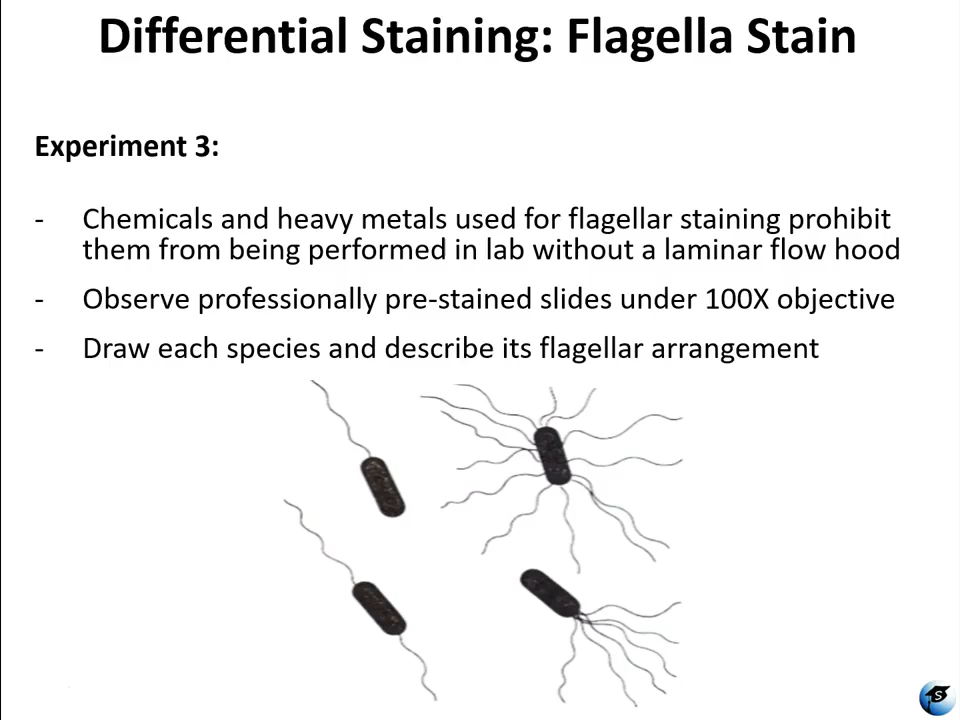 Differential Staining: Flagella Stain
Experiment 3:
- Chemicals and heavy metals used for flagellar staining prohibit
them from being performed in lab without a laminar flow hood
- Observe professionally pre-stained slides under 100X objective
- Draw each species and describe its flagellar arrangement
S